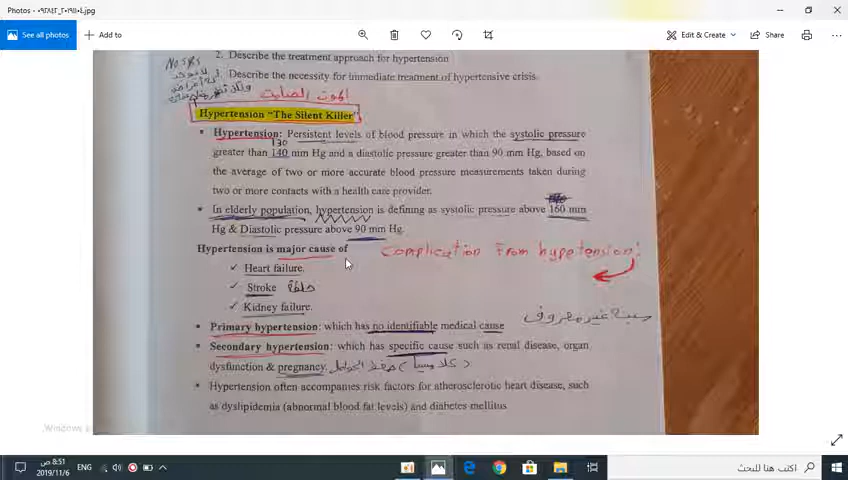 Photos - ٠٩٢٨٤٢_٢٠١٩١١٠٤.jpg
See all photos
Add to
Edit & Create
Share
Print
2. Describe the treatment approach for hypertension
No S&S
3. Describe the necessity for immediate treatment of hypertensive crisis.
الموت الصامت
Hypertension "The Silent Killer"
• Hypertension: Persistent levels of blood pressure in which the systolic pressure
130
greater than 140 mm Hg and a diastolic pressure greater than 90 mm Hg, based on
the average of two or more accurate blood pressure measurements taken during
two or more contacts with a health care provider.
• In elderly population, hypertension is defining as systolic pressure above 160 mm
Hg & Diastolic pressure above 90 mm Hg.
Hypertension is major cause of
Complication From hypetension:
✓ Heart failure.
✓ Stroke جلطة
✓ Kidney failure.
سببه غير معروف
• Primary hypertension: which has no identifiable medical cause
• Secondary hypertension: which has specific cause such as renal disease, organ
dysfunction & pregnancy.
• Hypertension often accompanies risk factors for atherosclerotic heart disease, such
as dyslipidemia (abnormal blood fat levels) and diabetes mellitus
ENG
8:51 ص
2019/11/6
اكتب هنا للبحث